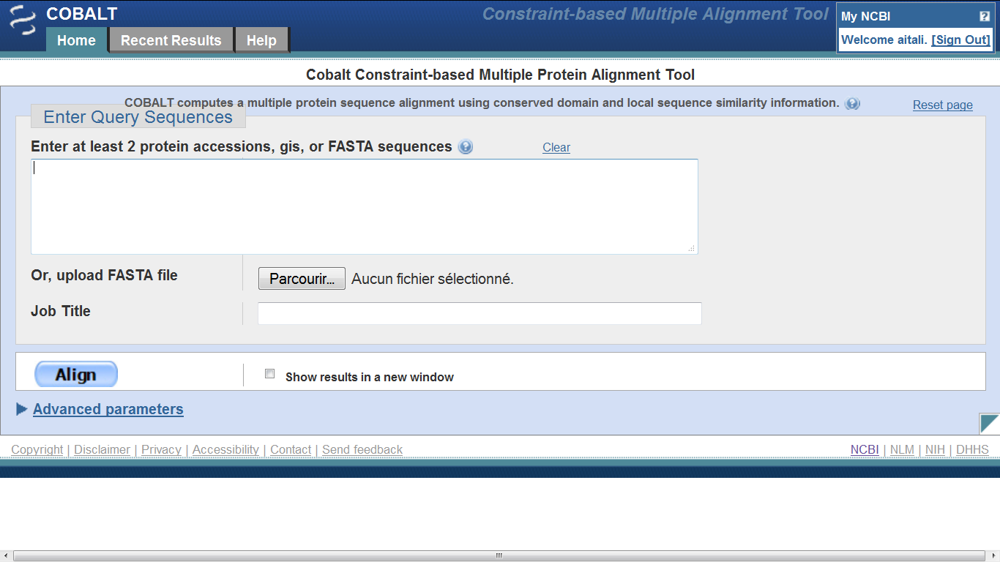 COBALT
Constraint-based Multiple Alignment Tool
My NCBI ?
Welcome aitali. [Sign Out]
Home Recent Results Help
Cobalt Constraint-based Multiple Protein Alignment Tool
COBALT computes a multiple protein sequence alignment using conserved domain and local sequence similarity information. ?
Reset page
Enter Query Sequences
Enter at least 2 protein accessions, gis, or FASTA sequences ? Clear
Or, upload FASTA file Parcourir... Aucun fichier sélectionné.
Job Title
Align Show results in a new window
Advanced parameters
Copyright | Disclaimer | Privacy | Accessibility | Contact | Send feedback NCBI | NLM | NIH | DHHS